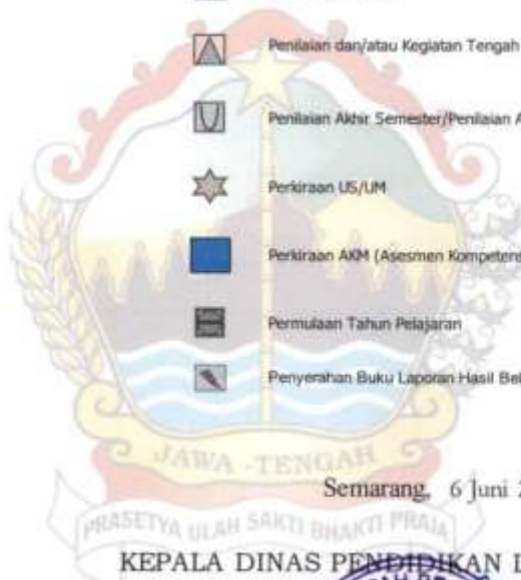 Penilaian dan/atau Kegiatan Tengah
Penilaian Akhir Semester/Penilaian A
Perkiraan US/UM
Perkiraan AKM (Asesmen Kompetens
Permulaan Tahun Pelajaran
Penyerahan Buku Laporan Hasil Bel
JAWA - TENGAH
Semarang, 6 Juni 2
PRASETYA ULAH SAKTI BHAKTI PRAJA
KEPALA DINAS PENDIDIKAN